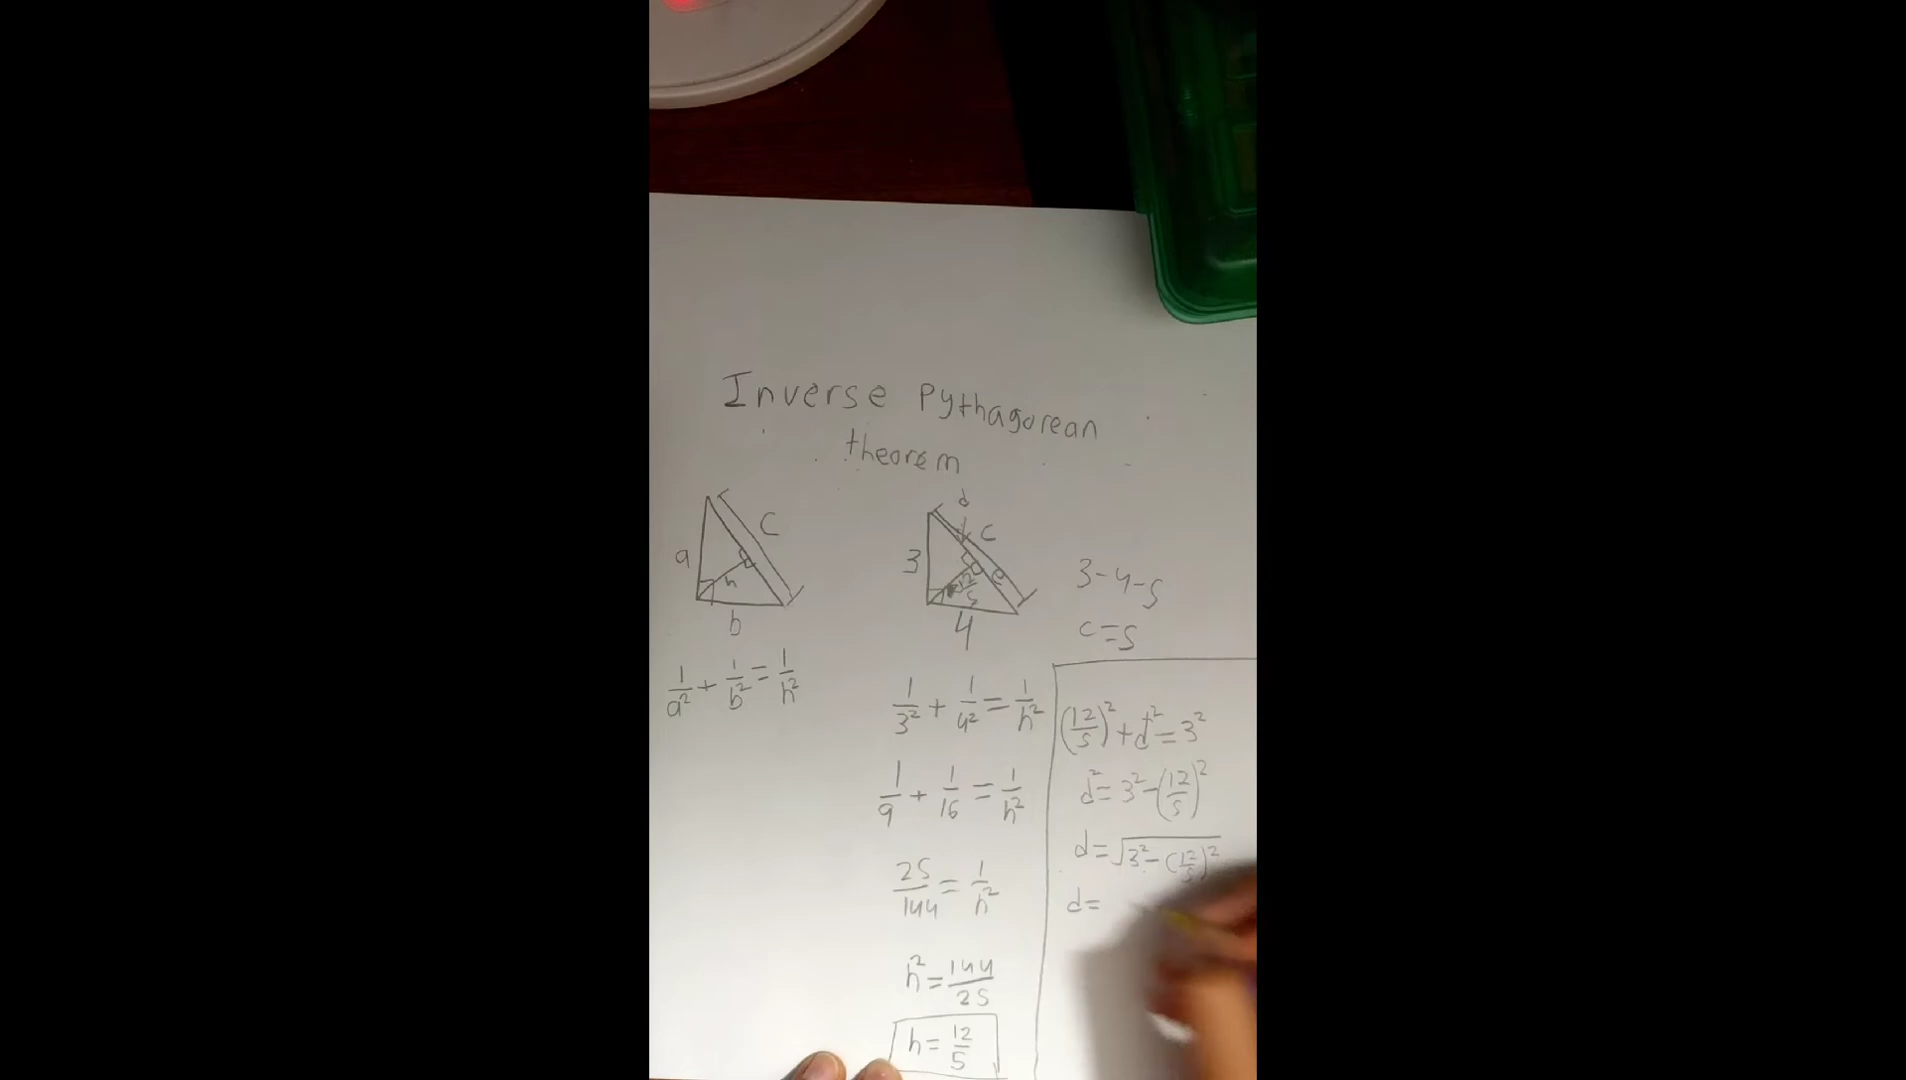 Inverse Pythagorean
theorem
a
C
h
b
1/a² + 1/b² = 1/h²
d
3
C
e
12/5
4
3-4-5
c=5
1/3² + 1/4² = 1/h²
1/9 + 1/16 = 1/h²
25/144 = 1/h²
h² = 144/25
h = 12/5
(12/5)² + d² = 3²
d² = 3² - (12/5)²
d = √3² - (12/5)²
d =